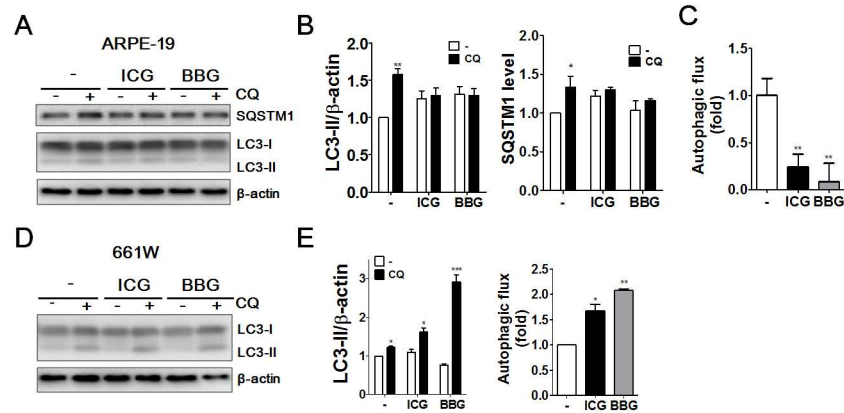 A
ARPE-19
- ICG BBG
- + - + - + CQ
SQSTM1
LC3-I
LC3-II
β-actin
B
LC3-II/β-actin
2.0
1.5
1.0
0.5
0.0
-
CQ
**
- ICG BBG
SQSTM1 level
2.0
1.5
1.0
0.5
0.0
-
CQ
*
- ICG BBG
C
Autophagic flux
(fold)
1.5
1.0
0.5
0.0
**
**
- ICG BBG
D
661W
- ICG BBG
- + - + - + CQ
LC3-I
LC3-II
β-actin
E
LC3-II/β-actin
3
2
1
0
-
CQ
*
*
***
- ICG BBG
Autophagic flux
(fold)
2.5
2.0
1.5
1.0
0.5
0.0
*
**
- ICG BBG